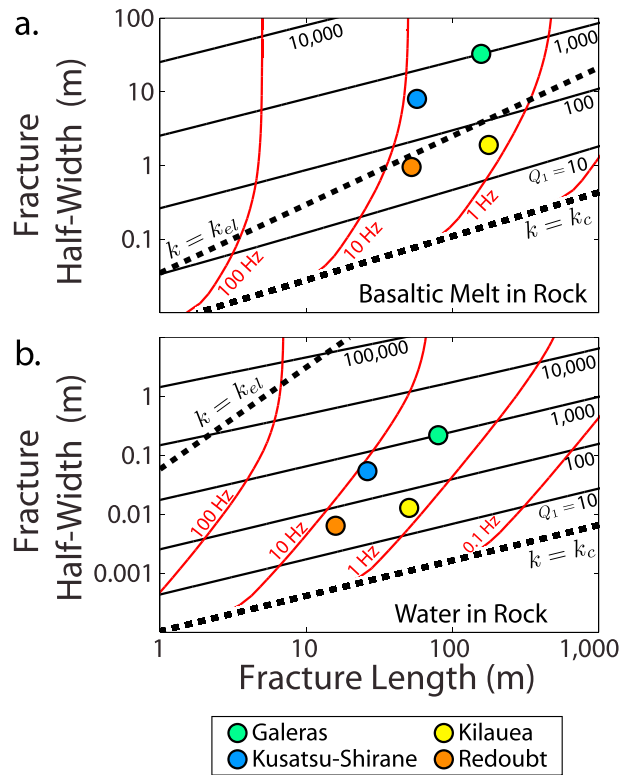 a.
Fracture
Half-Width (m)
100
10
1
0.1
10,000
1,000
100
Q₁ = 10
k = k_el
k = k_c
100 Hz
10 Hz
1 Hz
Basaltic Melt in Rock
b.
Fracture
Half-Width (m)
1
0.1
0.01
0.001
100,000
10,000
1,000
100
Q₁ = 10
k = k_el
k = k_c
100 Hz
10 Hz
1 Hz
0.1 Hz
Water in Rock
1
10
100
1,000
Fracture Length (m)
Galeras
Kilauea
Kusatsu-Shirane
Redoubt